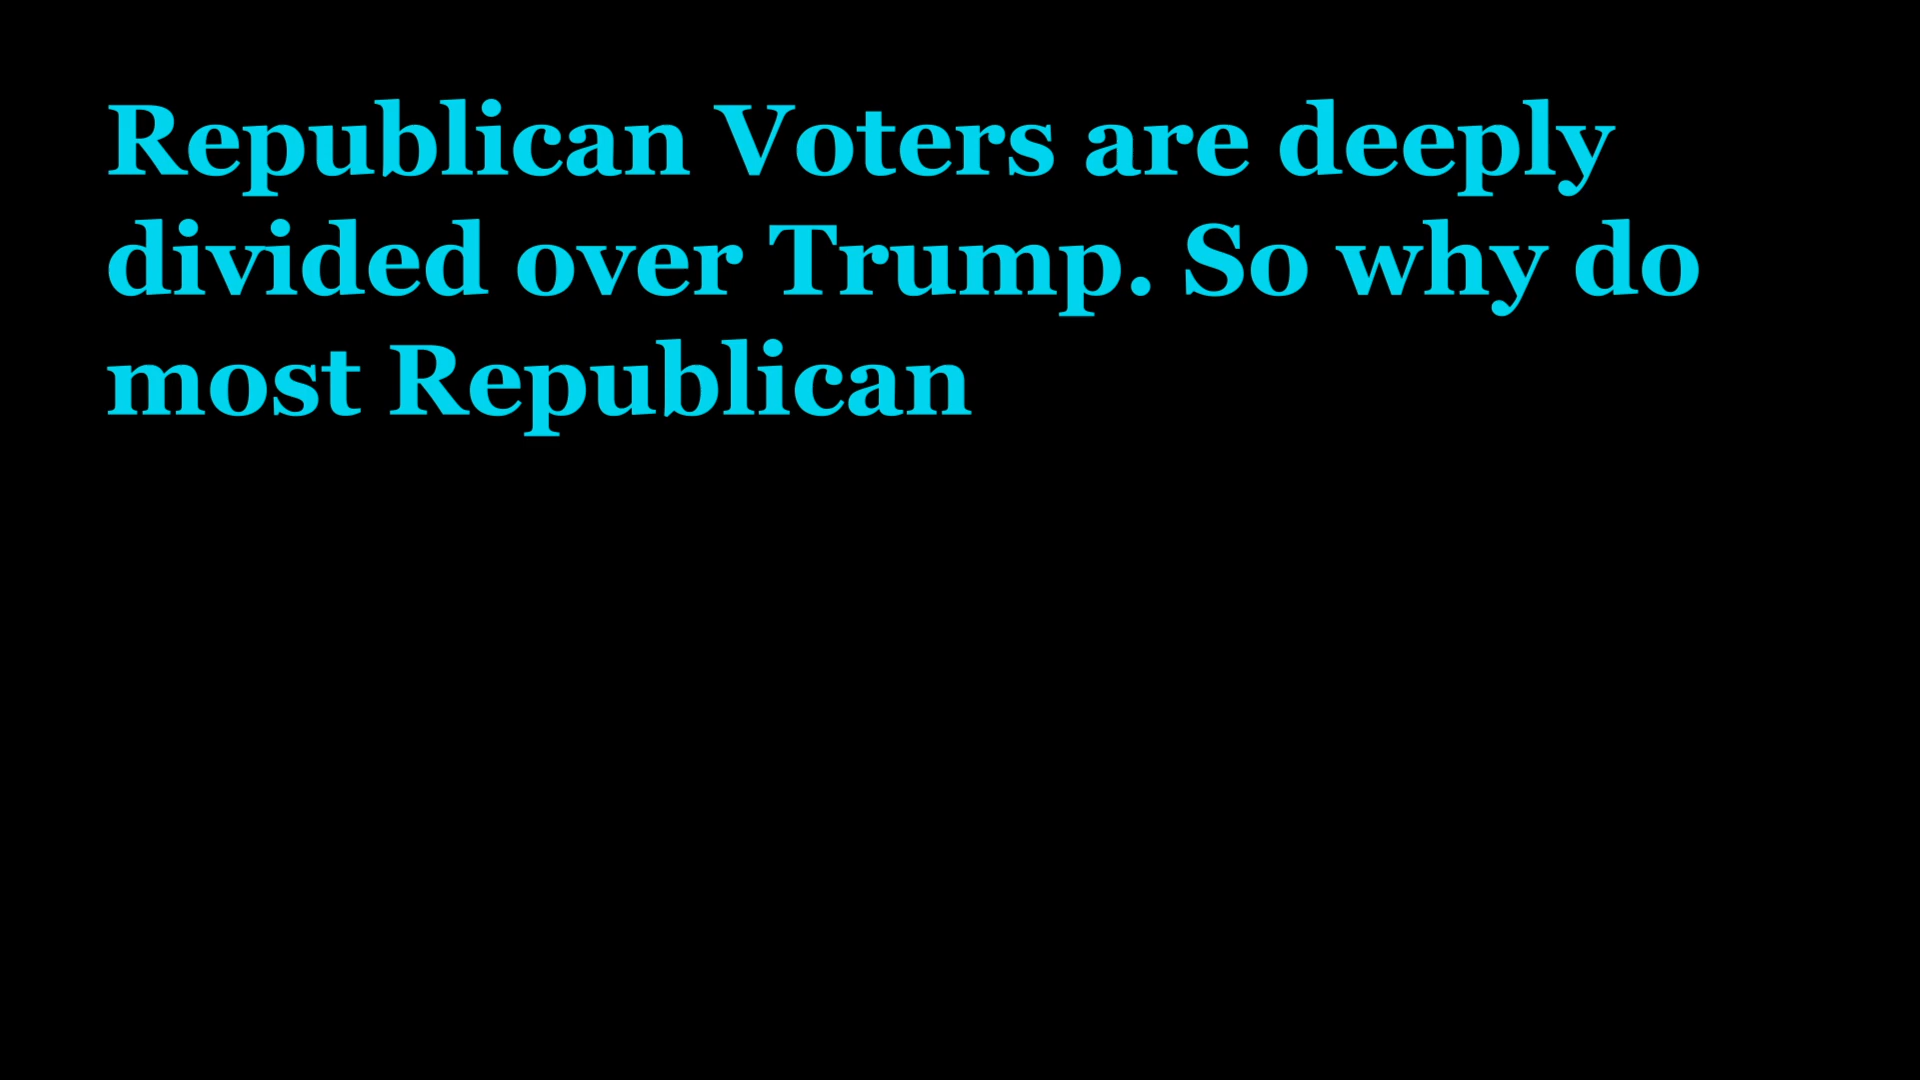 Republican Voters are deeply
divided over Trump. So why do
most Republican